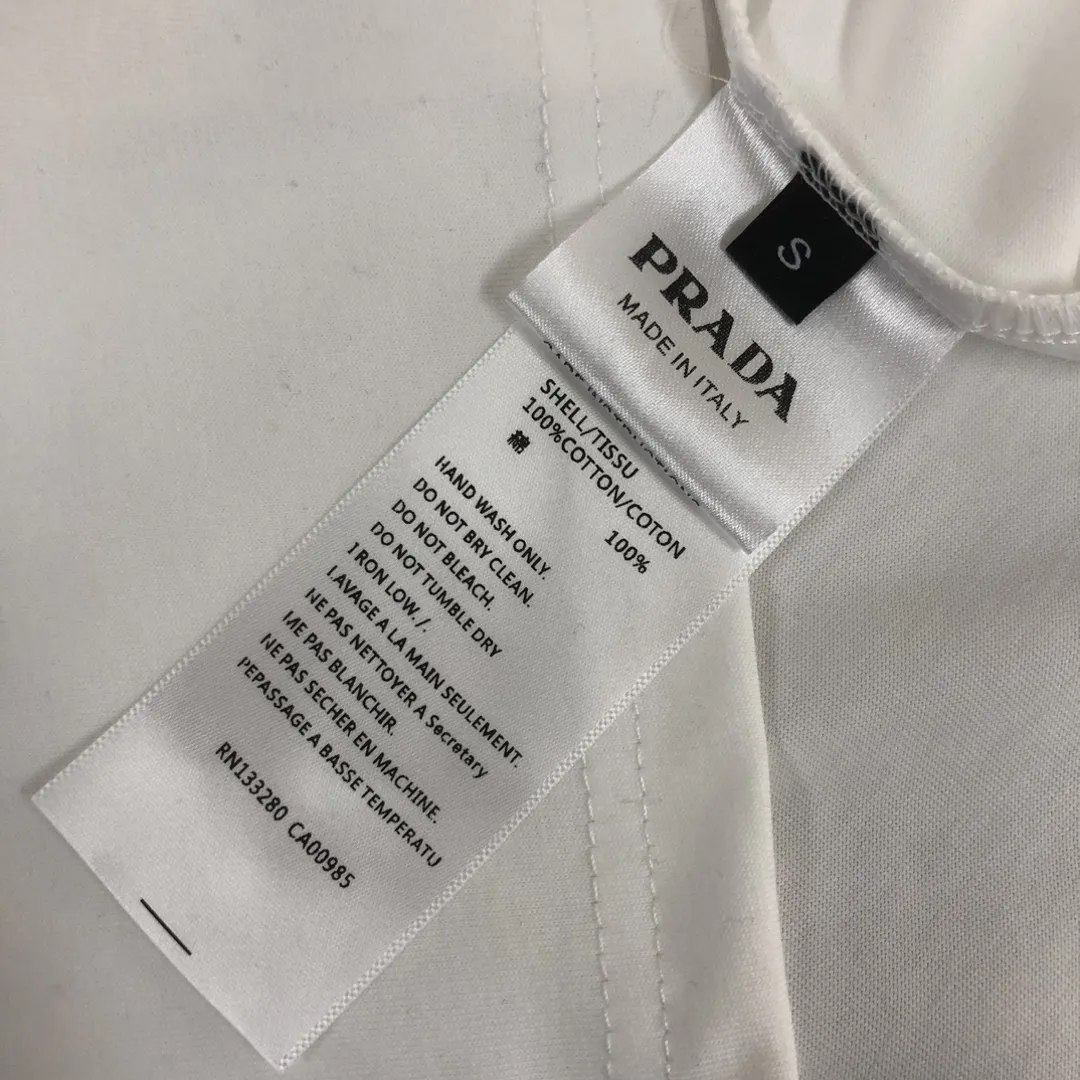 S
PRADA
MADE IN ITALY
SHELL/TISSU
100%COTTON/COTON
綿 100%
HAND WASH ONLY.
DO NOT BRY CLEAN.
DO NOT BLEACH.
DO NOT TUMBLE DRY
I RON LOW./.
LAVAGE A LA MAIN SEULEMENT.
NE PAS NETTOYER A Secretary
ME PAS BLANCHIR.
NE PAS SECHER EN MACHINE.
PEPASSAGE A BASSE TEMPERATU
RN133280 CA00985